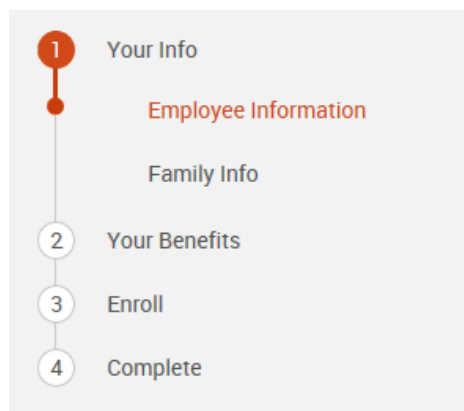 1 Your Info
Employee Information
Family Info
2 Your Benefits
3 Enroll
4 Complete